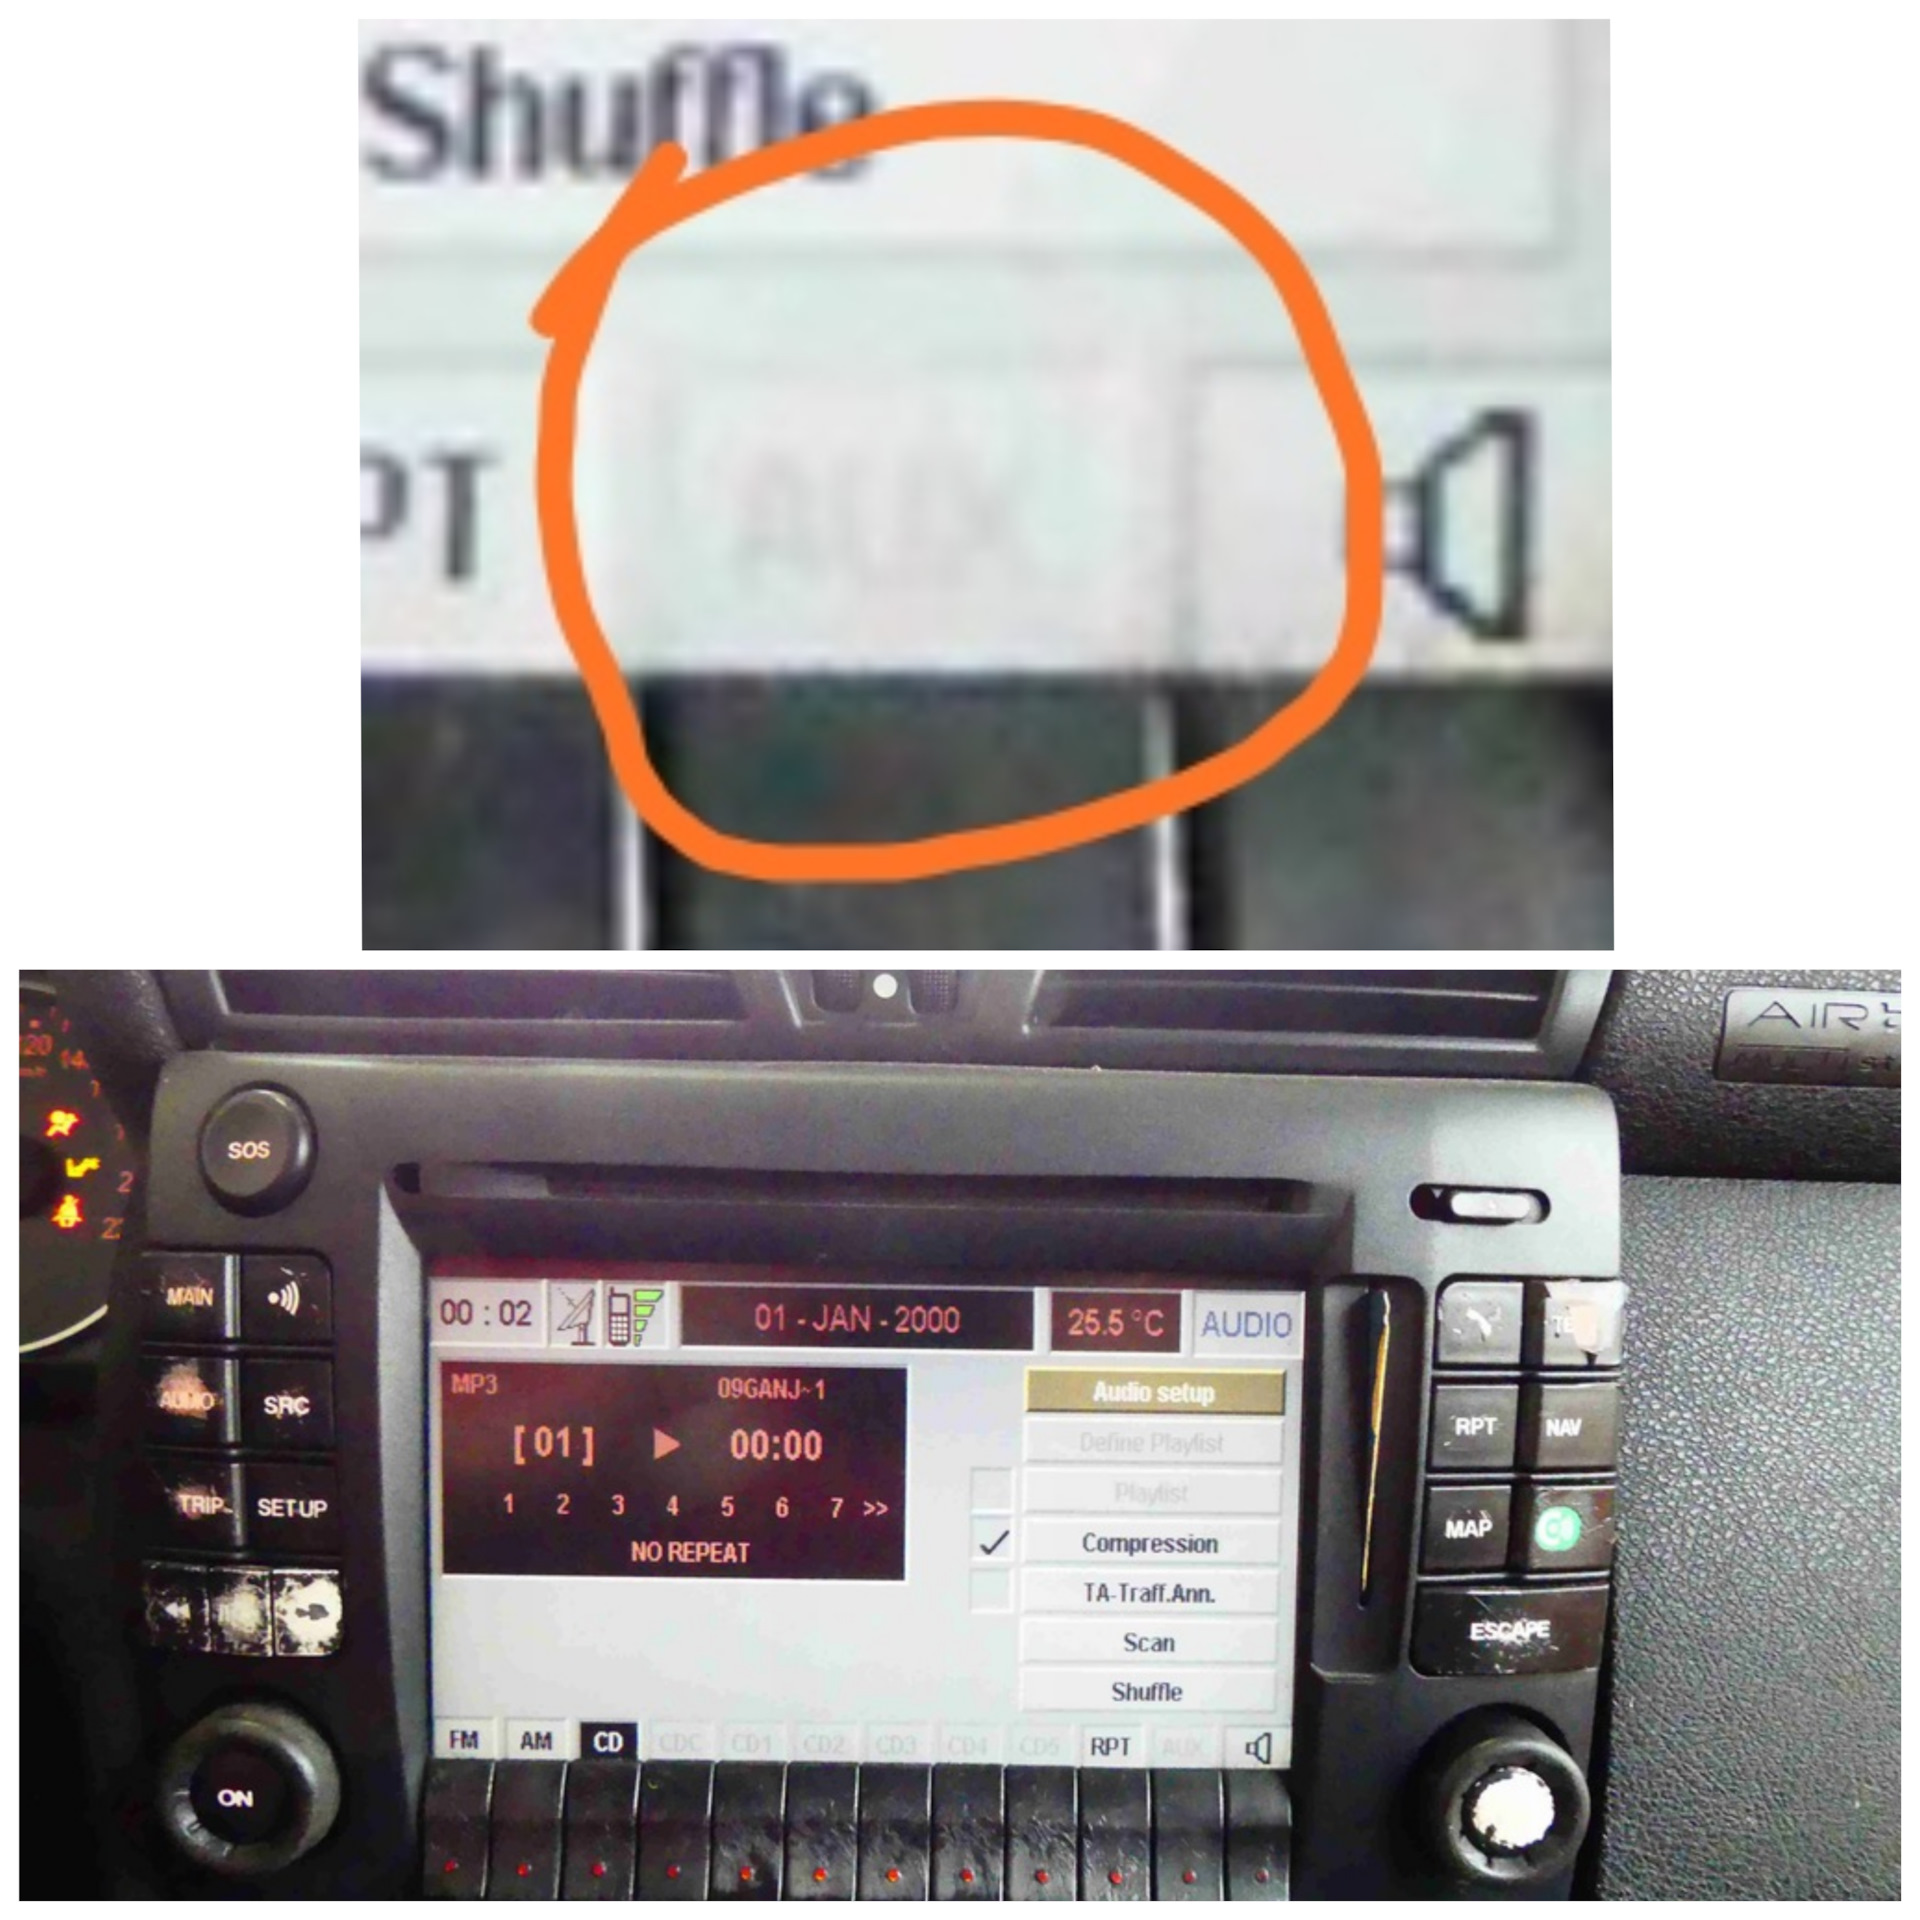 Shuffle
PT AUX
AIR
SOS
00 : 02 01 - JAN - 2000 25.5 °C AUDIO
MP3 09GANJ~1
[ 01 ] 00:00
1 2 3 4 5 6 7 >>
NO REPEAT
Audio setup
Define Playlist
Playlist
Compression
TA-Traff.Ann.
Scan
Shuffle
FM AM CD CDC CD1 CD2 CD3 CD4 CD5 RPT AUX
MAIN
AUDIO SRC
TRIP SETUP
ON
RPT NAV
MAP
ESCAPE